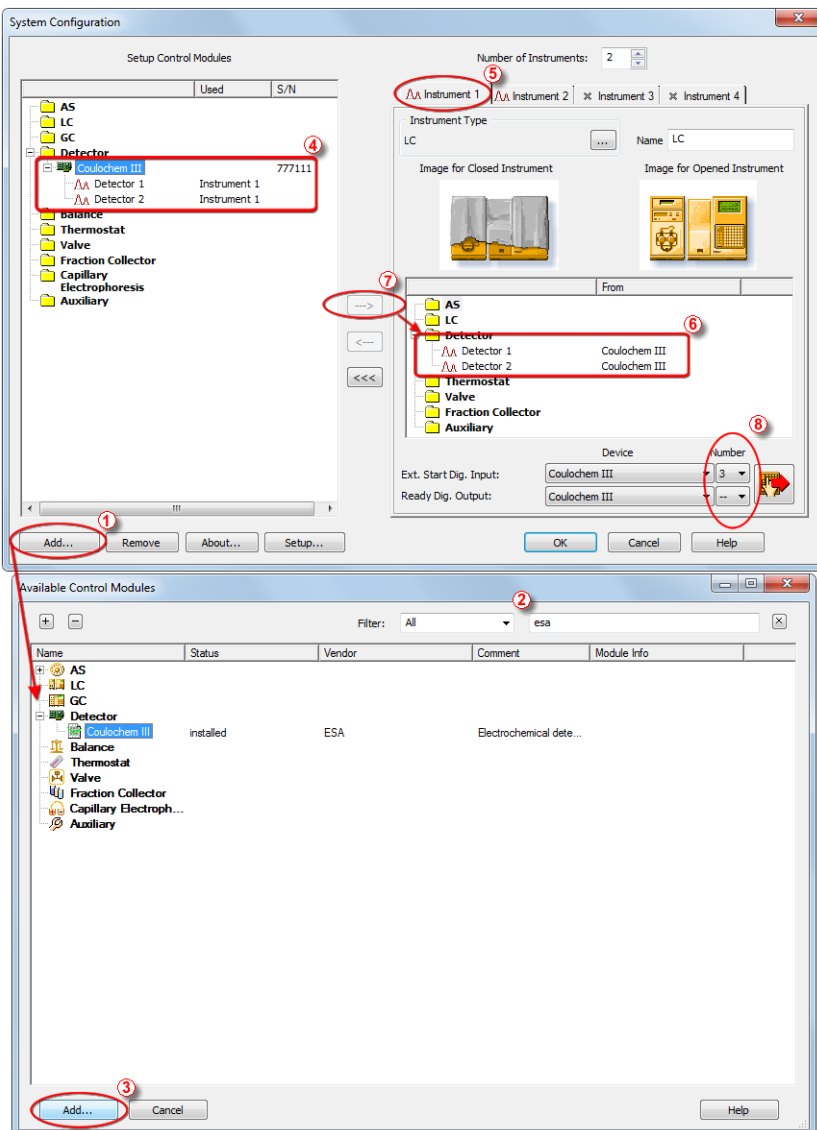 System Configuration
Setup Control Modules
Number of Instruments: 2
5
Used S/N
AS
LC
GC
Detector
4
Coulochem III 777111
Detector 1 Instrument 1
Detector 2 Instrument 1
Balance
Thermostat
Valve
Fraction Collector
Capillary
Electrophoresis
Auxiliary
Instrument 1 Instrument 2 Instrument 3 Instrument 4
Instrument Type
LC ... Name LC
Image for Closed Instrument Image for Opened Instrument
7
--->
<---
<<<
From
AS
LC
6
Detector
Detector 1 Coulochem III
Detector 2 Coulochem III
Thermostat
Valve
Fraction Collector
Auxiliary
8
Device Number
Ext. Start Dig. Input: Coulochem III 3
Ready Dig. Output: Coulochem III --
1
Add... Remove About... Setup... OK Cancel Help
Available Control Modules
2
Filter: All esa
Name Status Vendor Comment Module Info
AS
LC
GC
Detector
Coulochem III installed ESA Electrochemical dete...
Balance
Thermostat
Valve
Fraction Collector
Capillary Electroph...
Auxiliary
3
Add... Cancel Help